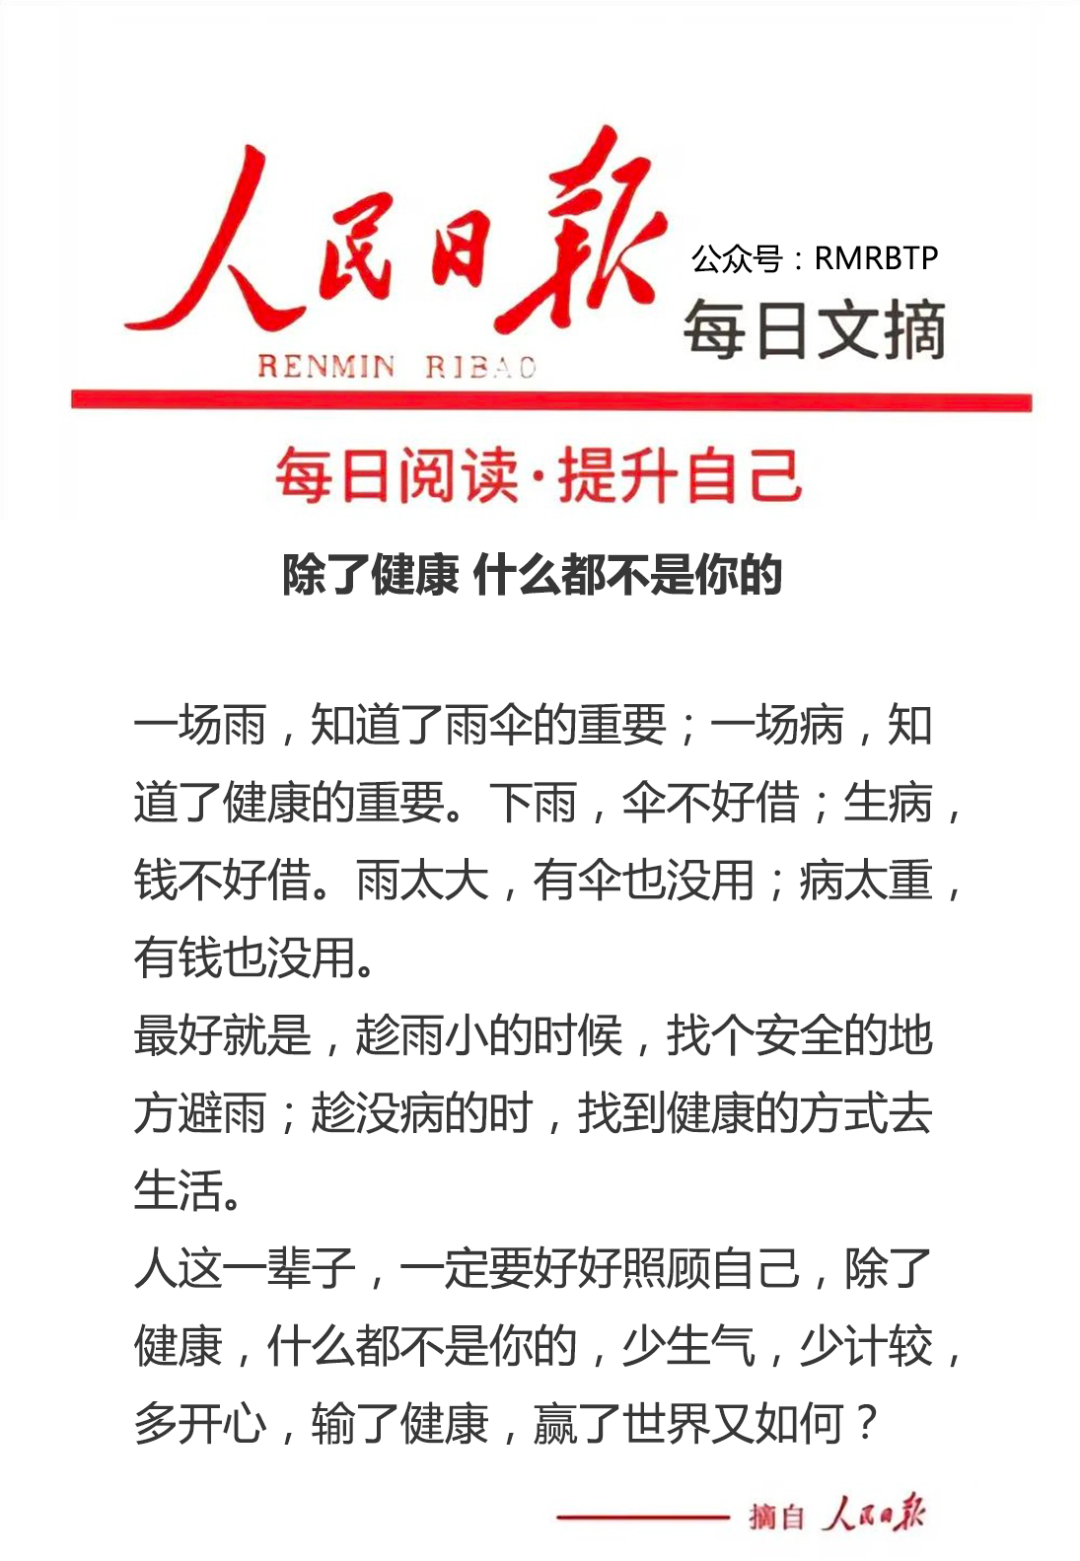 人民日报
公众号：RMRBTP
每日文摘
RENMIN RIBAO
每日阅读·提升自己
除了健康 什么都不是你的
一场雨，知道了雨伞的重要；一场病，知
道了健康的重要。下雨，伞不好借；生病，
钱不好借。雨太大，有伞也没用；病太重，
有钱也没用。
最好就是，趁雨小的时候，找个安全的地
方避雨；趁没病的时，找到健康的方式去
生活。
人这一辈子，一定要好好照顾自己，除了
健康，什么都不是你的，少生气，少计较，
多开心，输了健康，赢了世界又如何？
摘自 人民日报